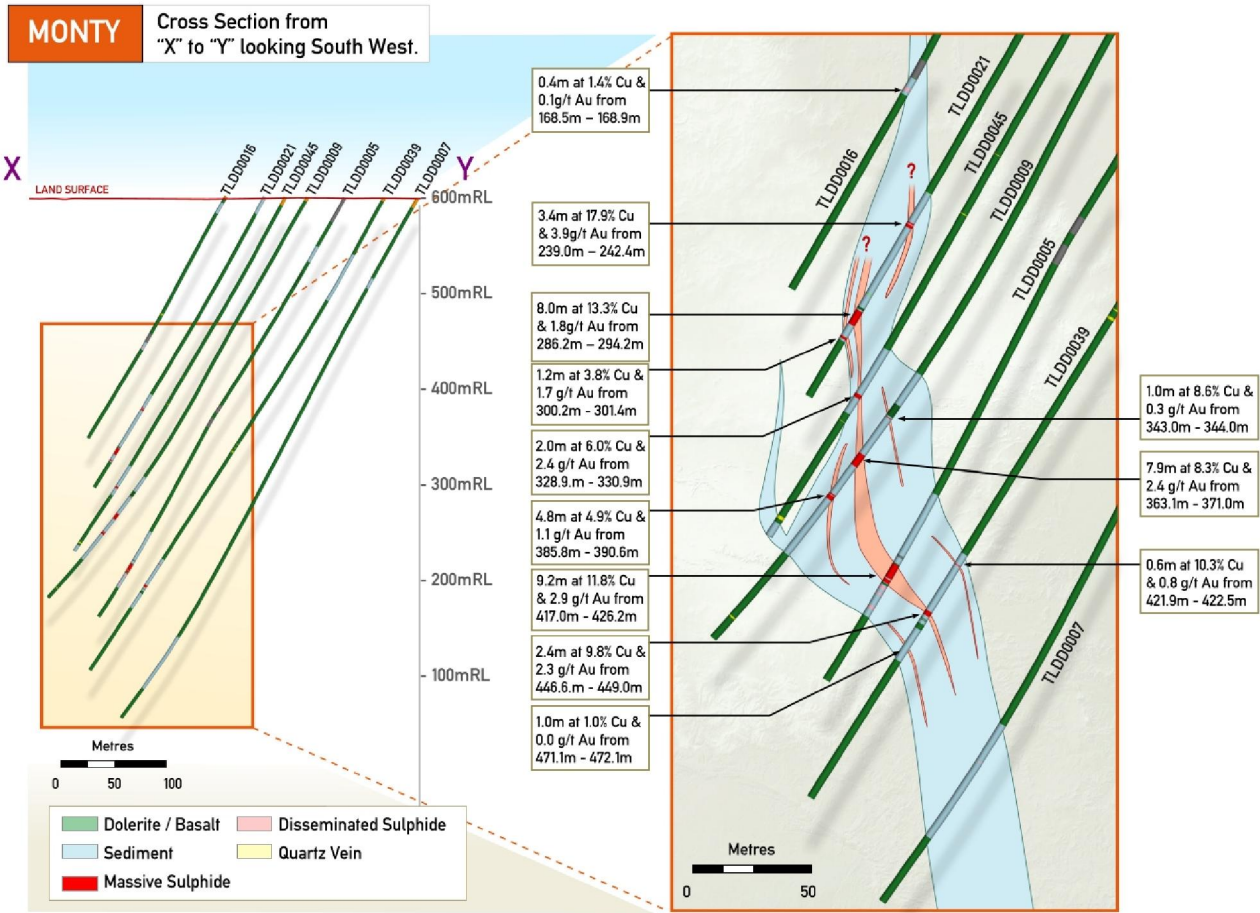 MONTY
Cross Section from
“X” to “Y” looking South West.
X
Y
LAND SURFACE
TLDD0016
TLDD0021
TLDD0045
TLDD0009
TLDD0005
TLDD0039
TLDD0007
600mRL
500mRL
400mRL
300mRL
200mRL
100mRL
Metres
0 50 100
Dolerite / Basalt
Disseminated Sulphide
Sediment
Quartz Vein
Massive Sulphide
0.4m at 1.4% Cu &
0.1g/t Au from
168.5m – 168.9m
3.4m at 17.9% Cu
& 3.9g/t Au from
239.0m – 242.4m
8.0m at 13.3% Cu
& 1.8g/t Au from
286.2m – 294.2m
1.2m at 3.8% Cu &
1.7 g/t Au from
300.2m - 301.4m
2.0m at 6.0% Cu &
2.4 g/t Au from
328.9.m - 330.9m
4.8m at 4.9% Cu &
1.1 g/t Au from
385.8m - 390.6m
9.2m at 11.8% Cu
& 2.9 g/t Au from
417.0m - 426.2m
2.4m at 9.8% Cu &
2.3 g/t Au from
446.6.m - 449.0m
1.0m at 1.0% Cu &
0.0 g/t Au from
471.1m - 472.1m
TLDD0016
TLDD0021
TLDD0045
TLDD0009
TLDD0005
TLDD0039
TLDD0007
?
?
Metres
0 50
1.0m at 8.6% Cu &
0.3 g/t Au from
343.0m - 344.0m
7.9m at 8.3% Cu &
2.4 g/t Au from
363.1m - 371.0m
0.6m at 10.3% Cu
& 0.8 g/t Au from
421.9m - 422.5m